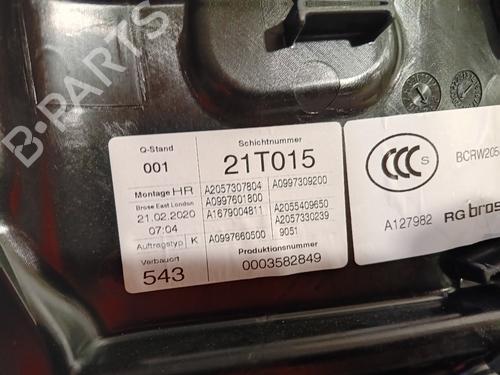 B-PARTS
Q-Stand
001
Schichtnummer
21T015
Montage HR
Brose East London
21.02.2020
07:04
Auftragstyp K
Verbauort
543
A2057307804
A0997601800
A1679004811
A0997660500
A0997309200
A2055409650
A2057330239
9051
Produktionsnummer
0003582849
CCC S
BCRW205
A127982
RG bros